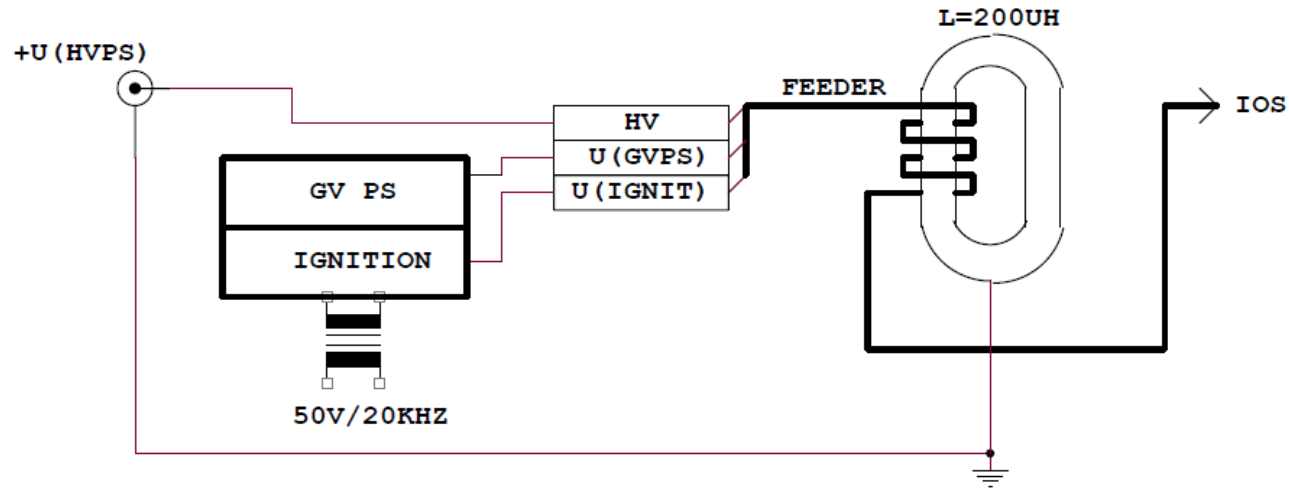 L=200UH
+U(HVPS)
FEEDER
IOS
HV
U(GVPS)
U(IGNIT)
GV PS
IGNITION
50V/20KHZ